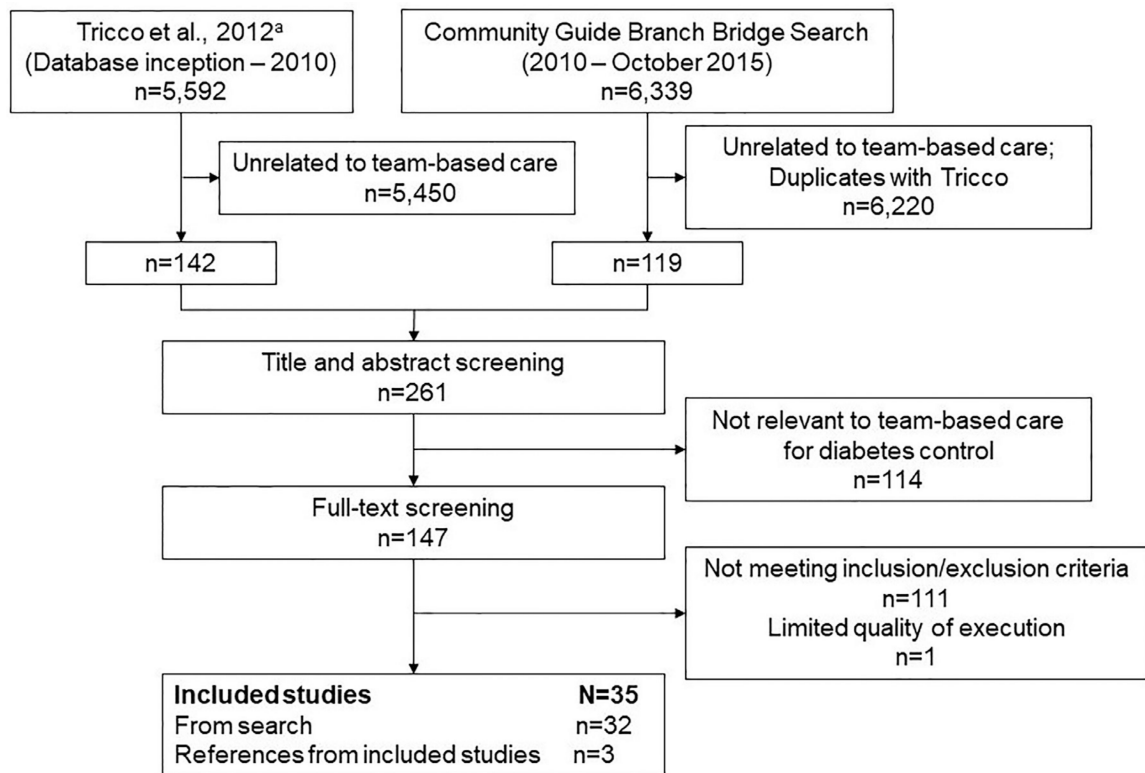 Tricco et al., 2012ᵃ
(Database inception – 2010)
n=5,592
Community Guide Branch Bridge Search
(2010 – October 2015)
n=6,339
Unrelated to team-based care
n=5,450
Unrelated to team-based care;
Duplicates with Tricco
n=6,220
n=142
n=119
Title and abstract screening
n=261
Not relevant to team-based care
for diabetes control
n=114
Full-text screening
n=147
Not meeting inclusion/exclusion criteria
n=111
Limited quality of execution
n=1
Included studies N=35
From search n=32
References from included studies n=3